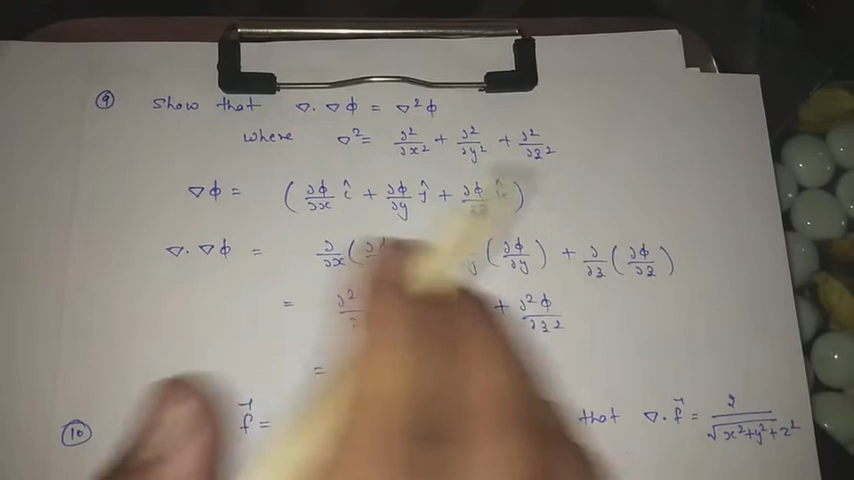 ⑨ Show that ∇·∇ϕ = ∇²ϕ
where ∇² = ∂²/∂x² + ∂²/∂y² + ∂²/∂z²
∇ϕ = (∂ϕ/∂x î + ∂ϕ/∂y ĵ + ∂ϕ/∂z k̂)
∇·∇ϕ = ∂/∂x ( (∂ϕ/∂y) + ∂/∂z (∂ϕ/∂z)
= + ∂²ϕ/∂z²
=
⑩ f⃗ = that ∇·f⃗ = 2/√x²+y²+z²